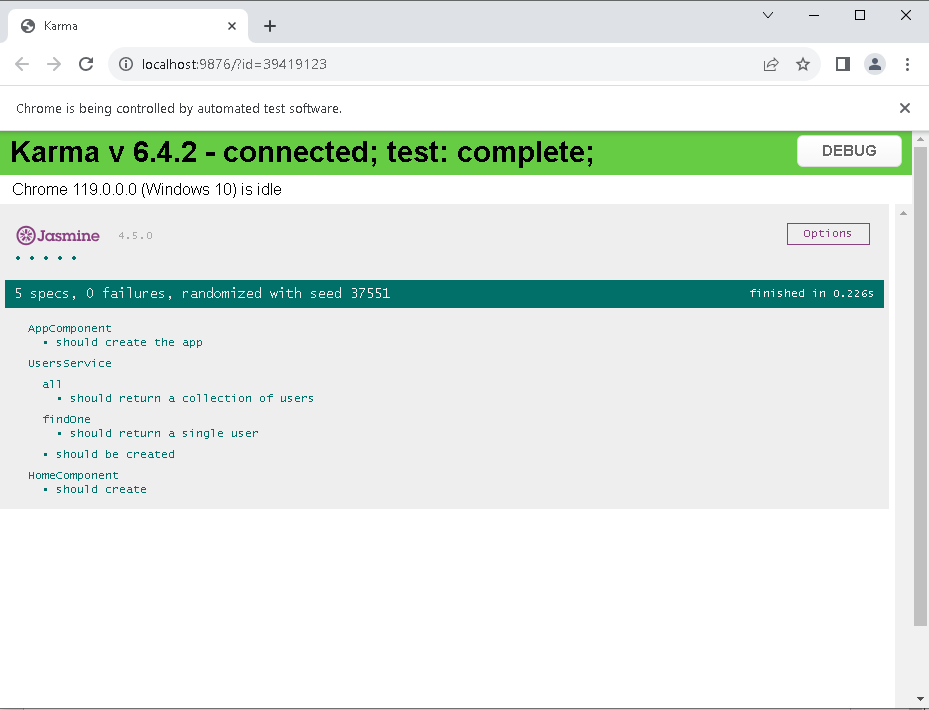 Karma
localhost:9876/?id=39419123
Chrome is being controlled by automated test software.
Karma v 6.4.2 - connected; test: complete;
DEBUG
Chrome 119.0.0.0 (Windows 10) is idle
Jasmine 4.5.0
Options
• • • • •
5 specs, 0 failures, randomized with seed 37551
finished in 0.226s
AppComponent
• should create the app
UsersService
all
• should return a collection of users
findOne
• should return a single user
• should be created
HomeComponent
• should create